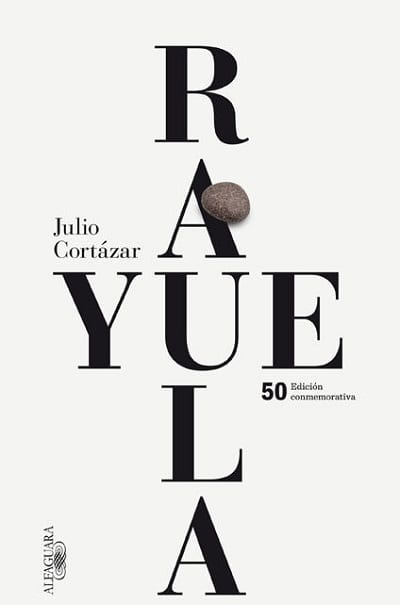 R
A
Julio
Cortázar
YUE
50 Edición
conmemorativa
L
A
ALFAGUARA